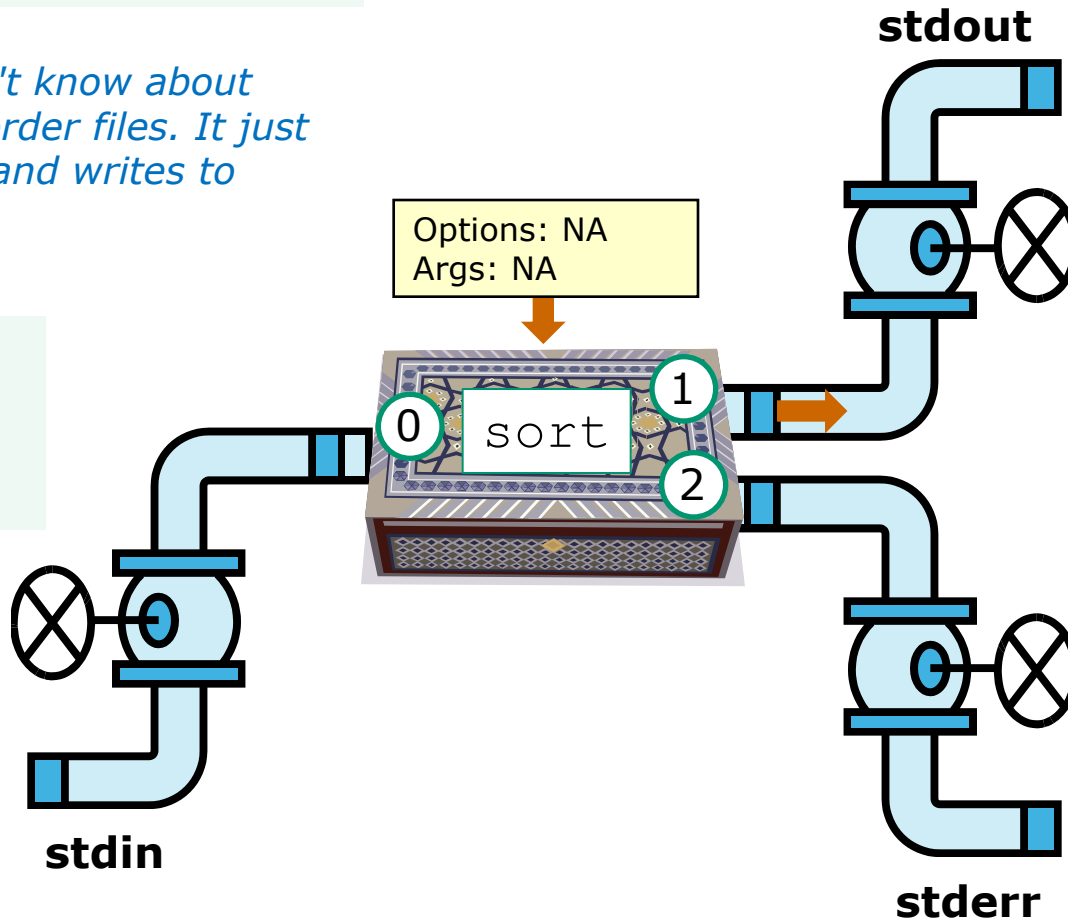 stdout
't know about
order files. It just
and writes to
Options: NA
Args: NA
0
sort
1
2
stdin
stderr